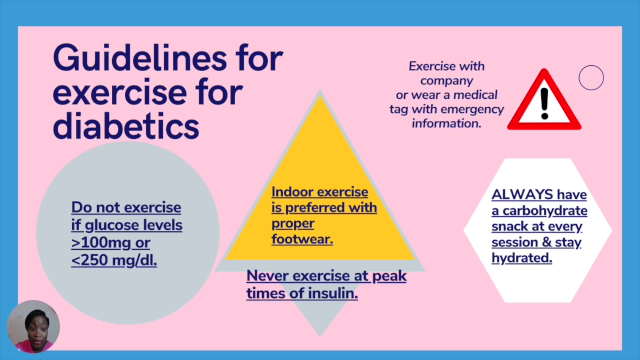 Guidelines for
exercise for
diabetics
Exercise with
company
or wear a medical
tag with emergency
information.
Do not exercise
if glucose levels
>100mg or
<250 mg/dl.
Indoor exercise
is preferred with
proper
footwear.
Never exercise at peak
times of insulin.
ALWAYS have
a carbohydrate
snack at every
session & stay
hydrated.